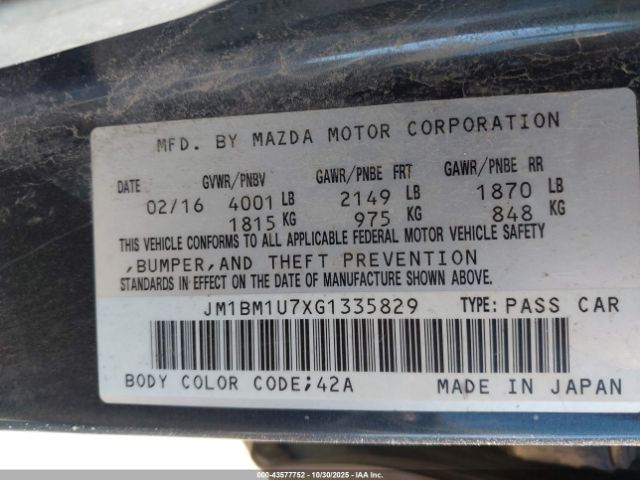 MFD. BY MAZDA MOTOR CORPORATION
DATE GVWR/PNBV GAWR/PNBE FRT GAWR/PNBE RR
02/16 4001 LB 2149 LB 1870 LB
1815 KG 975 KG 848 KG
THIS VEHICLE CONFORMS TO ALL APPLICABLE FEDERAL MOTOR VEHICLE SAFETY
,BUMPER,AND THEFT PREVENTION
STANDARDS IN EFFECT ON THE DATE OF MANUFACTURE SHOWN ABOVE.
JM1BM1U7XG1335829 TYPE: PASS CAR
BODY COLOR CODE;42A MADE IN JAPAN
000-43577752 - 10/30/2025 - IAA Inc.